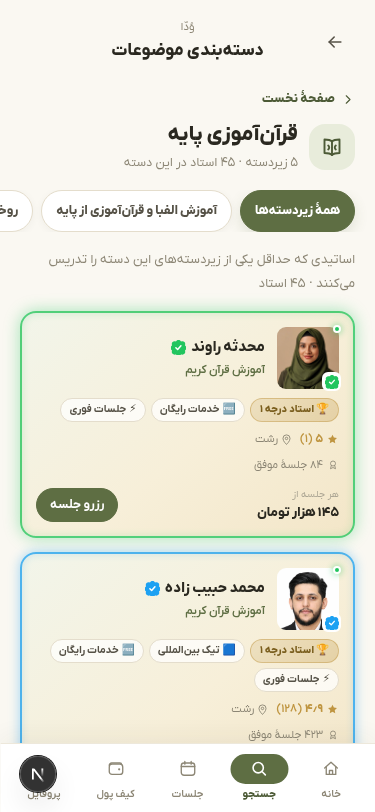 وُدّا
دسته‌بندی موضوعات
صفحهٔ نخست
قرآن‌آموزی پایه
۵ زیردسته · ۴۵ استاد در این دسته
همهٔ زیردسته‌ها
آموزش الفبا و قرآن‌آموزی از پایه
روخ
اساتیدی که حداقل یکی از زیردسته‌های این دسته را تدریس
می‌کنند · ۴۵ استاد
محدثه راوند
آموزش قرآن کریم
🏆 استاد درجه ۱
🆓 خدمات رایگان
⚡ جلسات فوری
★ ۵ (۱) رشت
۸۴ جلسهٔ موفق
هر جلسه از
۱۴۵ هزار تومان
رزرو جلسه
محمد حبیب زاده
آموزش قرآن کریم
🏆 استاد درجه ۱
🟦 تیک بین‌المللی
🆓 خدمات رایگان
⚡ جلسات فوری
★ ۴٫۹ (۱۲۸) رشت
۴۲۳ جلسهٔ موفق
خانه
جستجو
جلسات
کیف پول
پروفایل
N